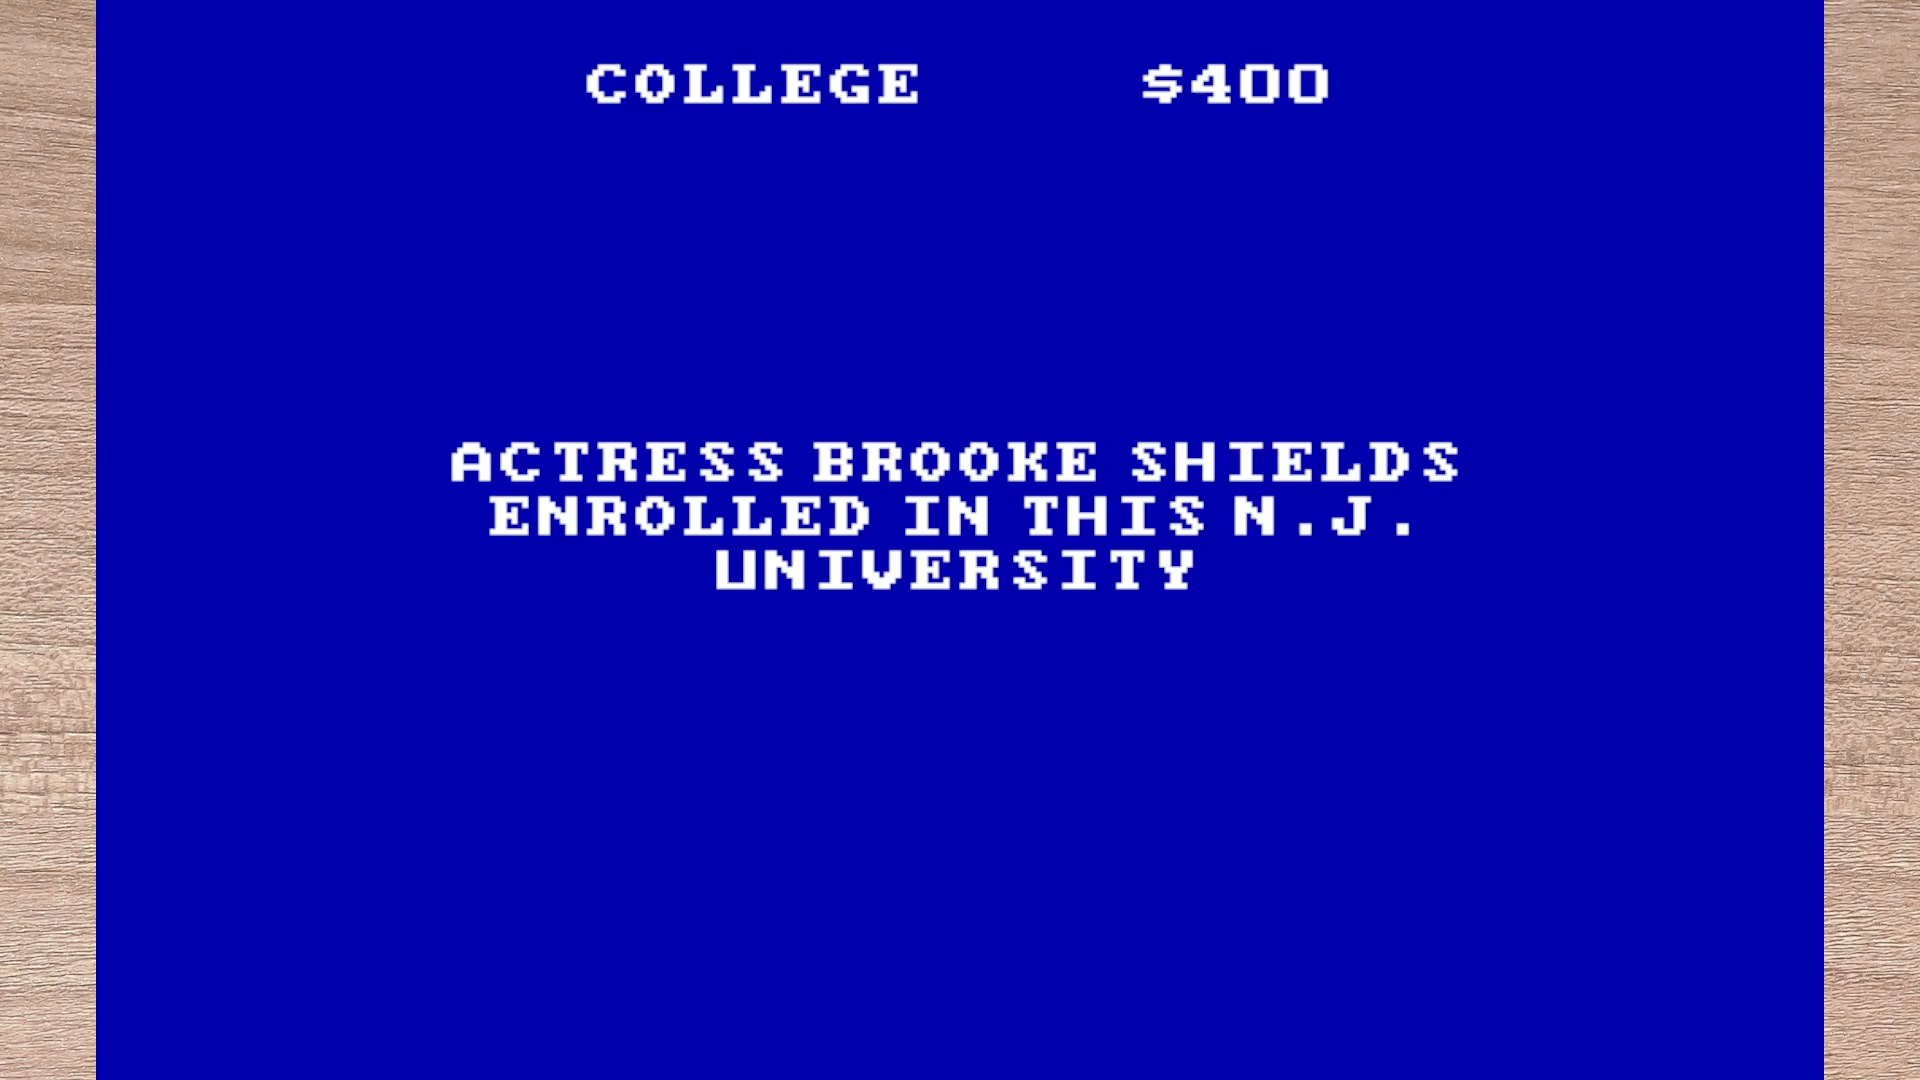 COLLEGE $400
ACTRESS BROOKE SHIELDS
ENROLLED IN THIS N.J.
UNIVERSITY